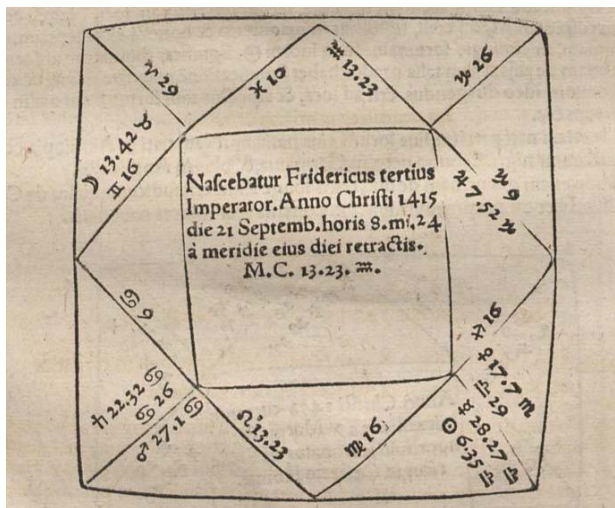 ♈ 29
♓ 10
♒ 13.23
♑ 26
☽ 13.42 ♉
♊ 16
♑ 9
♃ 7.52 ♑
Nascebatur Fridericus tertius
Imperator. Anno Christi 1415
die 21 Septemb. horis 8. mi, 24
à meridie eius diei retractis.
M.C. 13.23. ♒.
♋ 9
♐ 16
♀ 17.7 ♏
♎ 29
☿ 28.27 ♎
☉ 6.35 ♎
♄ 22.32 ♋
♋ 26
♂ 27.1 ♋
♌ 13.23
♍ 16